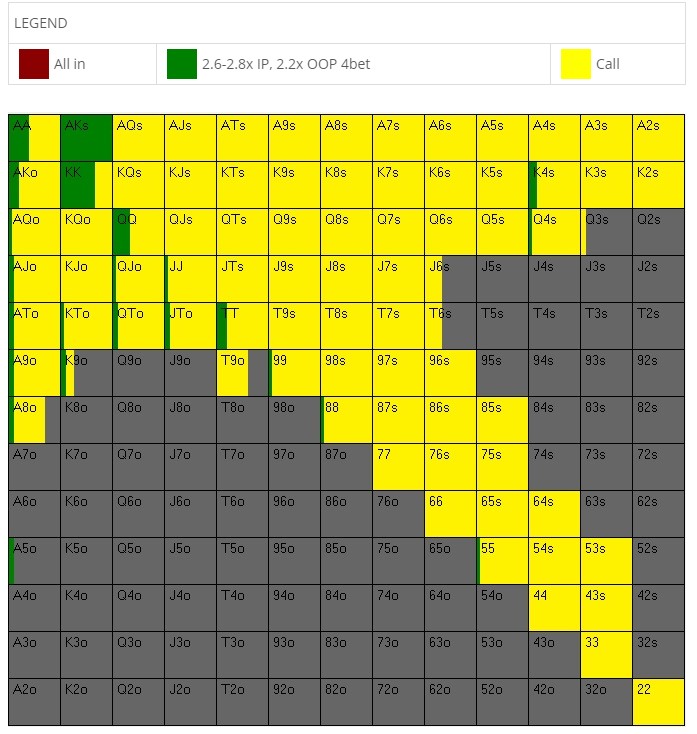 LEGEND
All in 2.6-2.8x IP, 2.2x OOP 4bet Call
AA AKs AQs AJs ATs A9s A8s A7s A6s A5s A4s A3s A2s
AKo KK KQs KJs KTs K9s K8s K7s K6s K5s K4s K3s K2s
AQo KQo QQ QJs QTs Q9s Q8s Q7s Q6s Q5s Q4s Q3s Q2s
AJo KJo QJo JJ JTs J9s J8s J7s J6s J5s J4s J3s J2s
ATo KTo QTo JTo TT T9s T8s T7s T6s T5s T4s T3s T2s
A9o K9o Q9o J9o T9o 99 98s 97s 96s 95s 94s 93s 92s
A8o K8o Q8o J8o T8o 98o 88 87s 86s 85s 84s 83s 82s
A7o K7o Q7o J7o T7o 97o 87o 77 76s 75s 74s 73s 72s
A6o K6o Q6o J6o T6o 96o 86o 76o 66 65s 64s 63s 62s
A5o K5o Q5o J5o T5o 95o 85o 75o 65o 55 54s 53s 52s
A4o K4o Q4o J4o T4o 94o 84o 74o 64o 54o 44 43s 42s
A3o K3o Q3o J3o T3o 93o 83o 73o 63o 53o 43o 33 32s
A2o K2o Q2o J2o T2o 92o 82o 72o 62o 52o 42o 32o 22